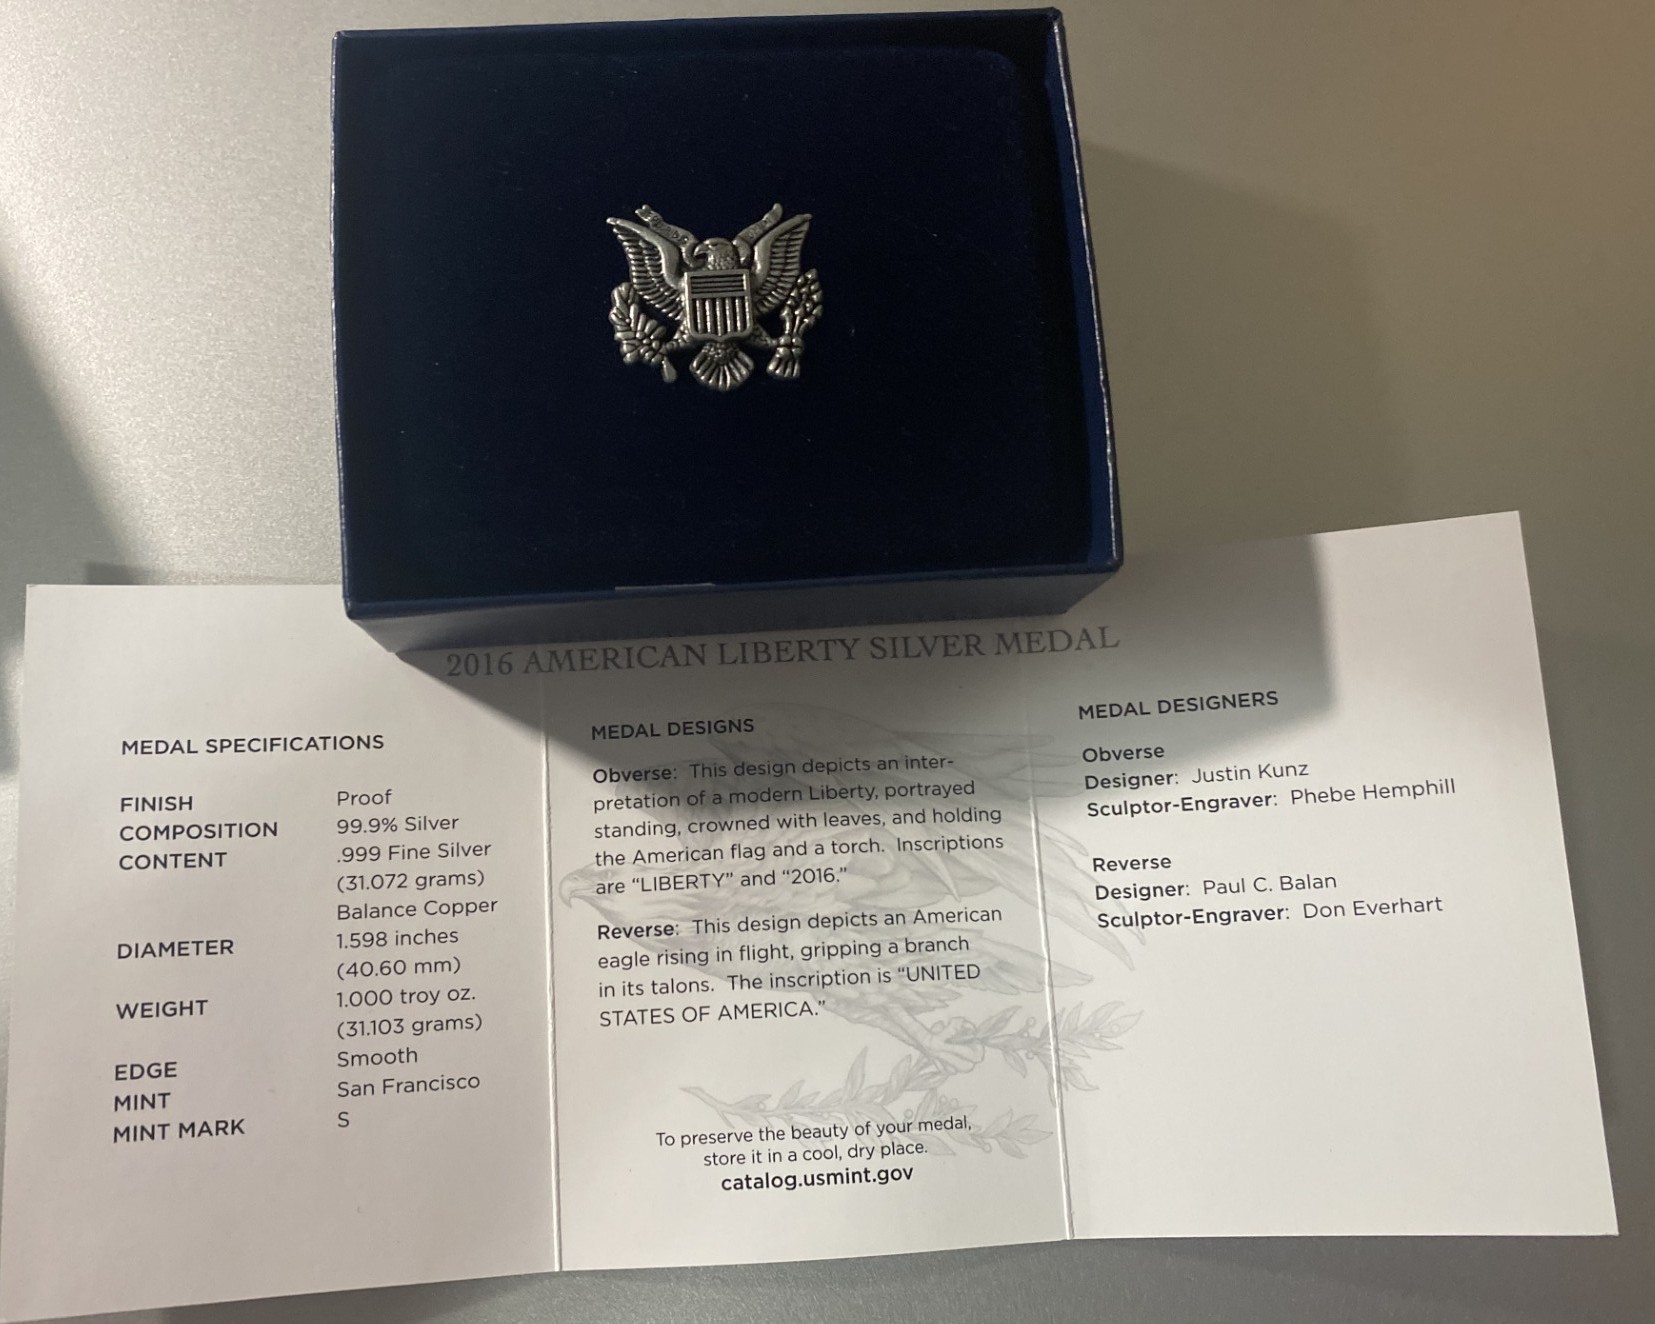 2016 AMERICAN LIBERTY SILVER MEDAL
MEDAL SPECIFICATIONS
FINISH Proof
COMPOSITION 99.9% Silver
CONTENT .999 Fine Silver
(31.072 grams)
Balance Copper
DIAMETER 1.598 inches
(40.60 mm)
WEIGHT 1.000 troy oz.
(31.103 grams)
EDGE Smooth
MINT San Francisco
MINT MARK S
MEDAL DESIGNS
Obverse: This design depicts an inter-
pretation of a modern Liberty, portrayed
standing, crowned with leaves, and holding
the American flag and a torch. Inscriptions
are “LIBERTY” and “2016.”
Reverse: This design depicts an American
eagle rising in flight, gripping a branch
in its talons. The inscription is “UNITED
STATES OF AMERICA.”
To preserve the beauty of your medal,
store it in a cool, dry place.
catalog.usmint.gov
MEDAL DESIGNERS
Obverse
Designer: Justin Kunz
Sculptor-Engraver: Phebe Hemphill
Reverse
Designer: Paul C. Balan
Sculptor-Engraver: Don Everhart